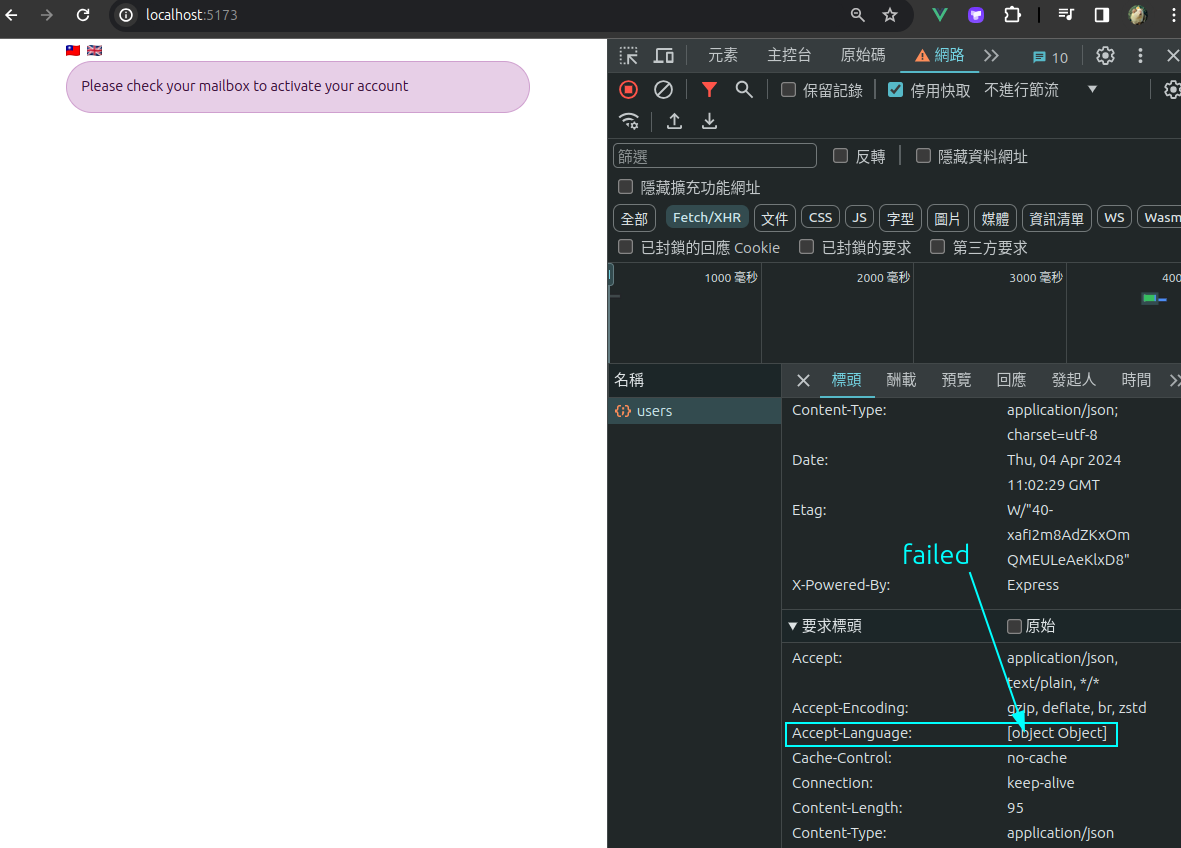 localhost:5173
Please check your mailbox to activate your account
元素 主控台 原始碼 網路 10
保留記錄 停用快取 不進行節流
篩選 反轉 隱藏資料網址
隱藏擴充功能網址
全部 Fetch/XHR 文件 CSS JS 字型 圖片 媒體 資訊清單 WS Wasm
已封鎖的回應 Cookie 已封鎖的要求 第三方要求
1000 毫秒 2000 毫秒 3000 毫秒 400
名稱
標頭 酬載 預覽 回應 發起人 時間
users
Content-Type: application/json;
charset=utf-8
Date: Thu, 04 Apr 2024
11:02:29 GMT
Etag: W/"40-
xafI2m8AdZKxOm
QMEULeAeKlxD8"
failed
X-Powered-By: Express
要求標頭 原始
Accept: application/json,
text/plain, */*
Accept-Encoding: gzip, deflate, br, zstd
Accept-Language: [object Object]
Cache-Control: no-cache
Connection: keep-alive
Content-Length: 95
Content-Type: application/json